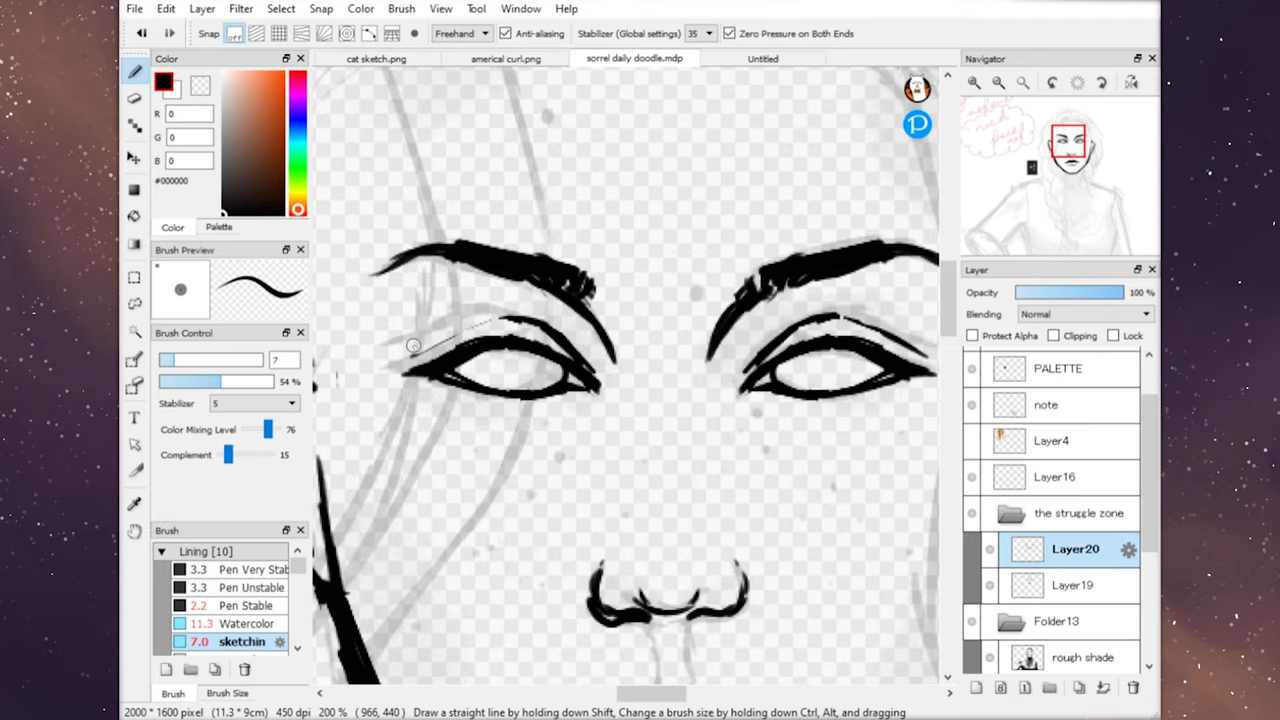 File Edit Layer Filter Select Snap Color Brush View Tool Window Help
Snap off Freehand Anti-aliasing Stabilizer (Global settings) 35 Zero Pressure on Both Ends
Color
cat sketch.png americal curl.png sorrel daily doodle.mdp Untitled
Navigator
R 0
G 0
B 0
#000000
Color Palette
Brush Preview
Brush Control
7
54 %
Stabilizer 5
Color Mixing Level 76
Complement 15
Brush
Lining [10]
3.3 Pen Very Stab
3.3 Pen Unstable
2.2 Pen Stable
11.3 Watercolor
7.0 sketchin
Brush Brush Size
Layer
Opacity 100 %
Blending Normal
Protect Alpha Clipping Lock
PALETTE
note
Layer4
Layer16
the struggle zone
Layer20
Layer19
Folder13
rough shade
2000 * 1600 pixel (11.3 * 9cm) 450 dpi 200 % ( 966, 440 ) Draw a straight line by holding down Shift, Change a brush size by holding down Ctrl, Alt, and dragging